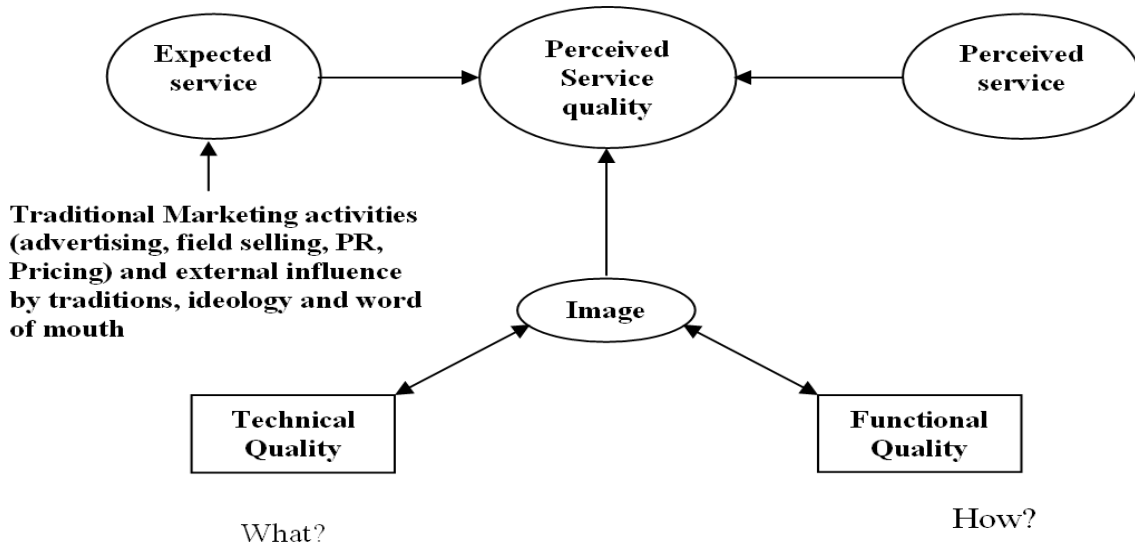 Expected
service
Perceived
Service
quality
Perceived
service
Traditional Marketing activities
(advertising, field selling, PR,
Pricing) and external influence
by traditions, ideology and word
of mouth
Image
Technical
Quality
Functional
Quality
What?
How?